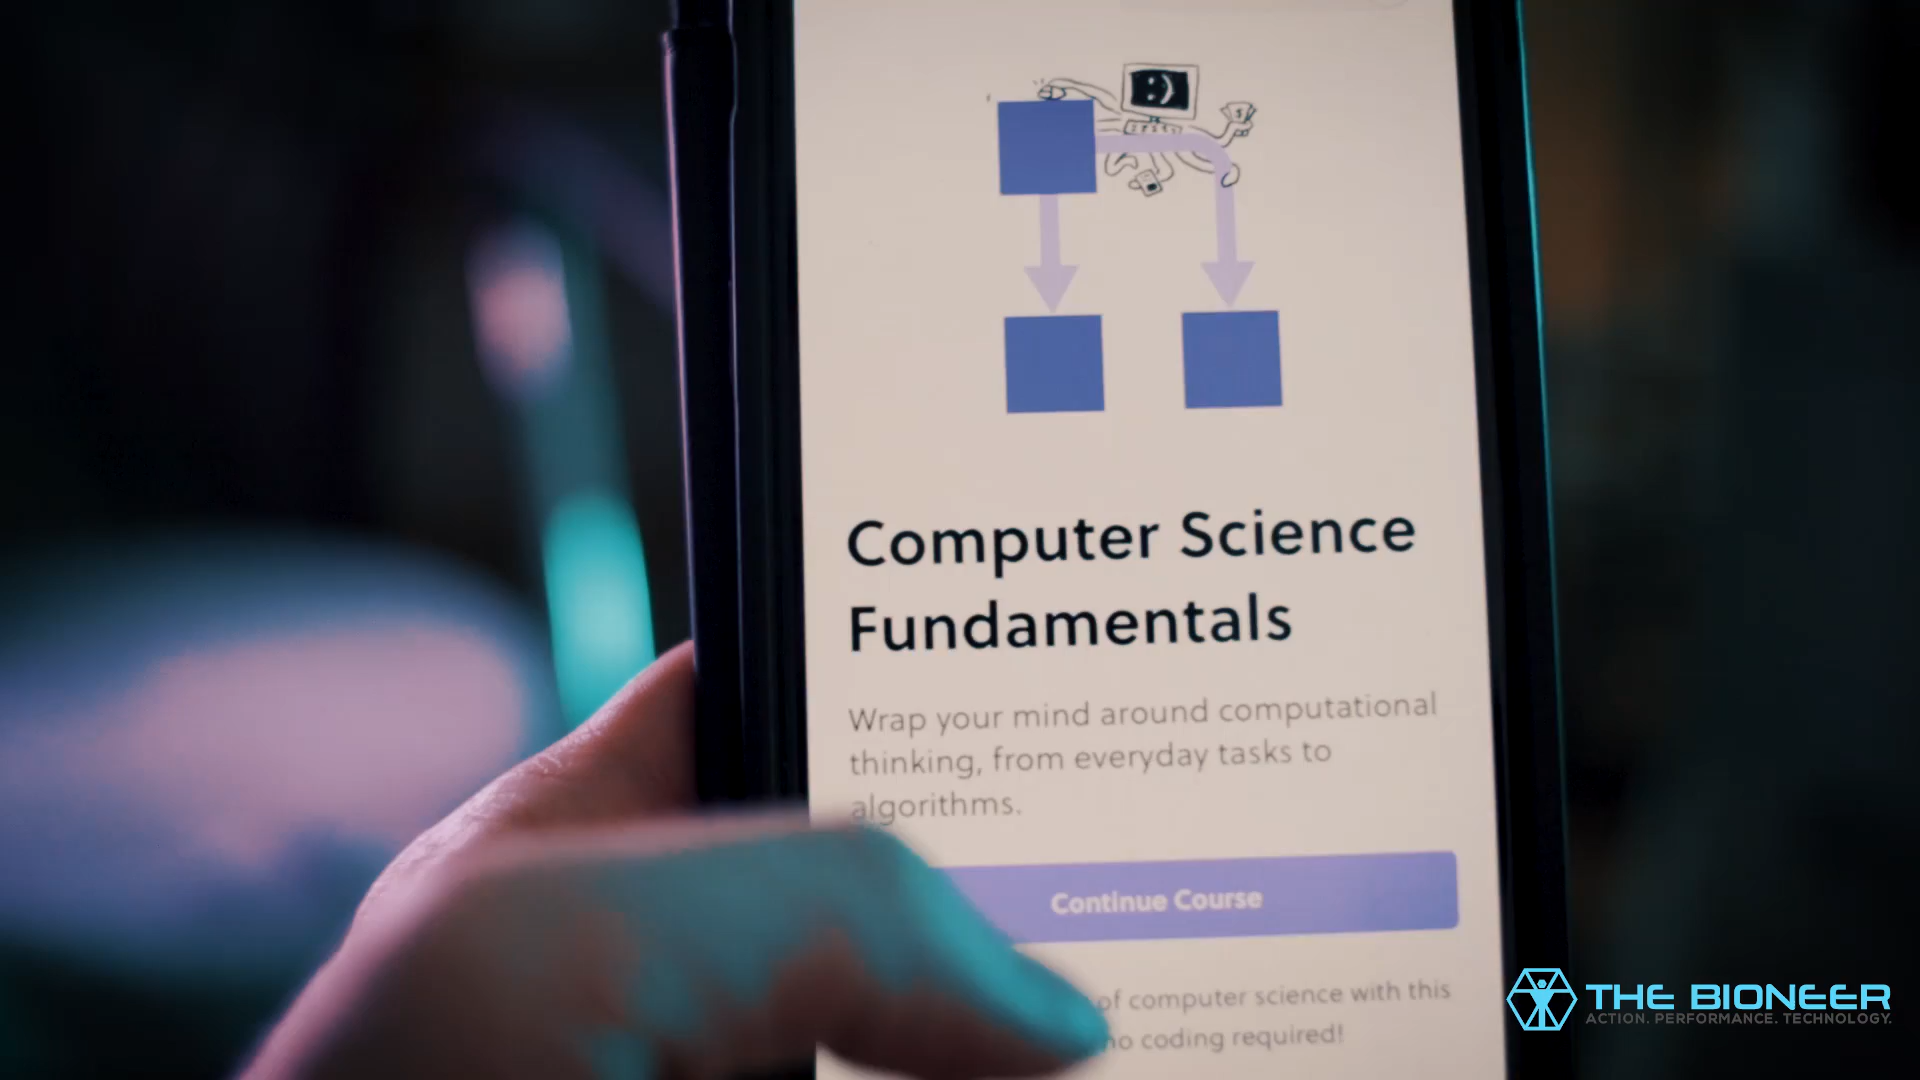 Computer Science
Fundamentals
Wrap your mind around computational
thinking, from everyday tasks to
algorithms.
Continue Course
of computer science with this
no coding required!
THE BIONEER
ACTION. PERFORMANCE. TECHNOLOGY.